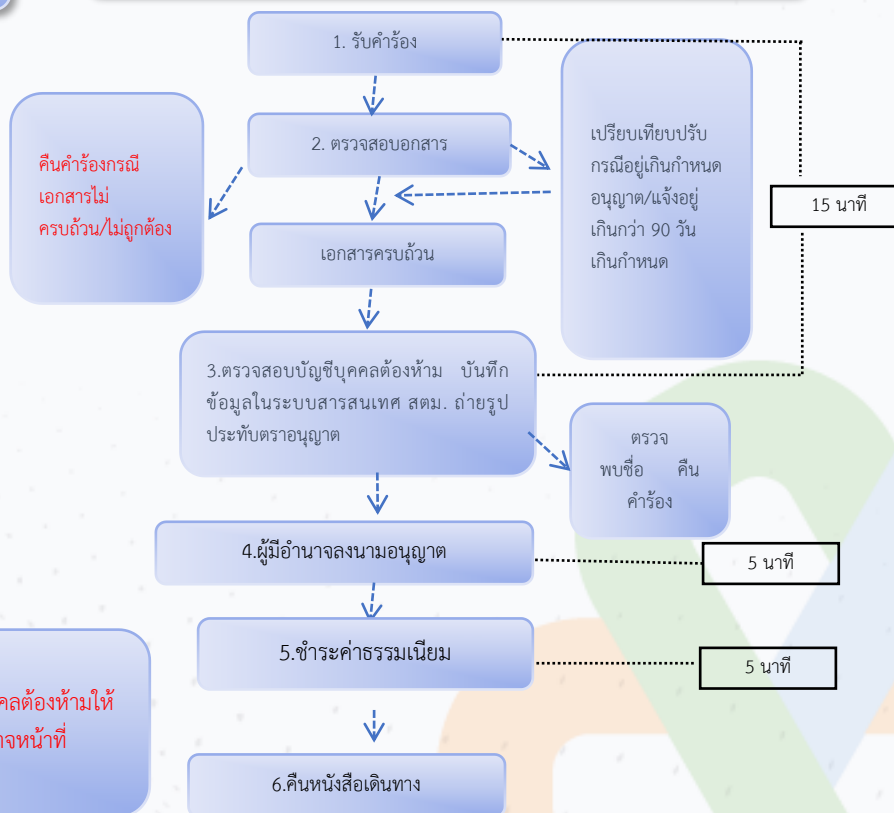 1. รับคำร้อง
2. ตรวจสอบอกสาร
คืนคำร้องกรณี
เอกสารไม่
ครบถ้วน/ไม่ถูกต้อง
เปรียบเทียบปรับ
กรณีอยู่เกินกำหนด
อนุญาต/แจ้งอยู่
เกินกว่า 90 วัน
เกินกำหนด
15 นาที
เอกสารครบถ้วน
3.ตรวจสอบบัญชีบุคคลต้องห้าม บันทึก
ข้อมูลในระบบสารสนเทศ สตม. ถ่ายรูป
ประทับตราอนุญาต
ตรวจ
พบชื่อ คืน
คำร้อง
4.ผู้มีอำนาจลงนามอนุญาต
5 นาที
5.ชำระค่าธรรมเนียม
5 นาที
คลต้องห้ามให้
จหน้าที่
6.คืนหนังสือเดินทาง